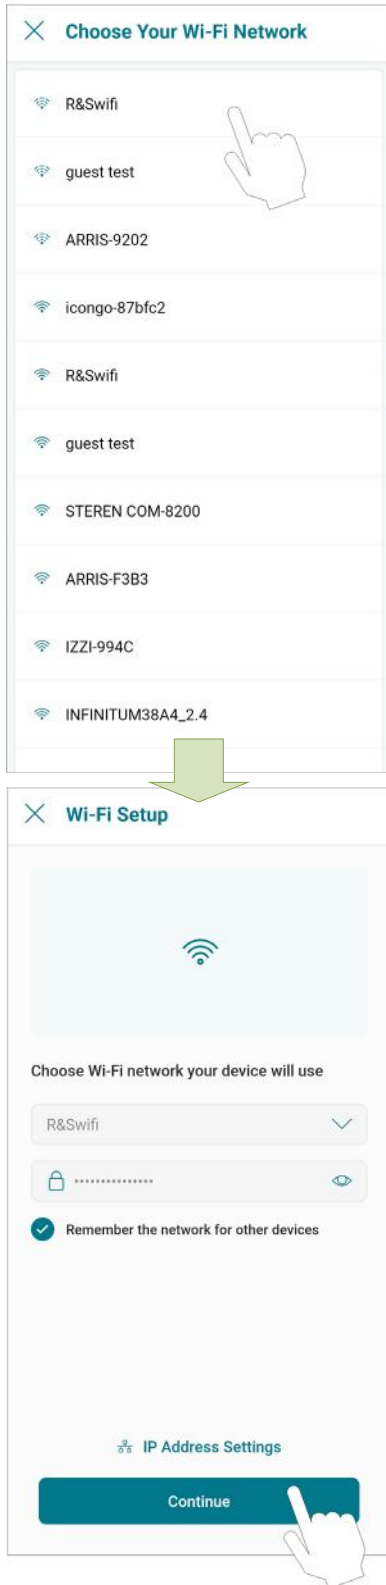 Choose Your Wi-Fi Network
R&Swifi
guest test
ARRIS-9202
icongo-87bfc2
R&Swifi
guest test
STEREN COM-8200
ARRIS-F3B3
IZZI-994C
INFINITUM38A4_2.4
Wi-Fi Setup
Choose Wi-Fi network your device will use
R&Swifi
•••••••••••••••
Remember the network for other devices
IP Address Settings
Continue